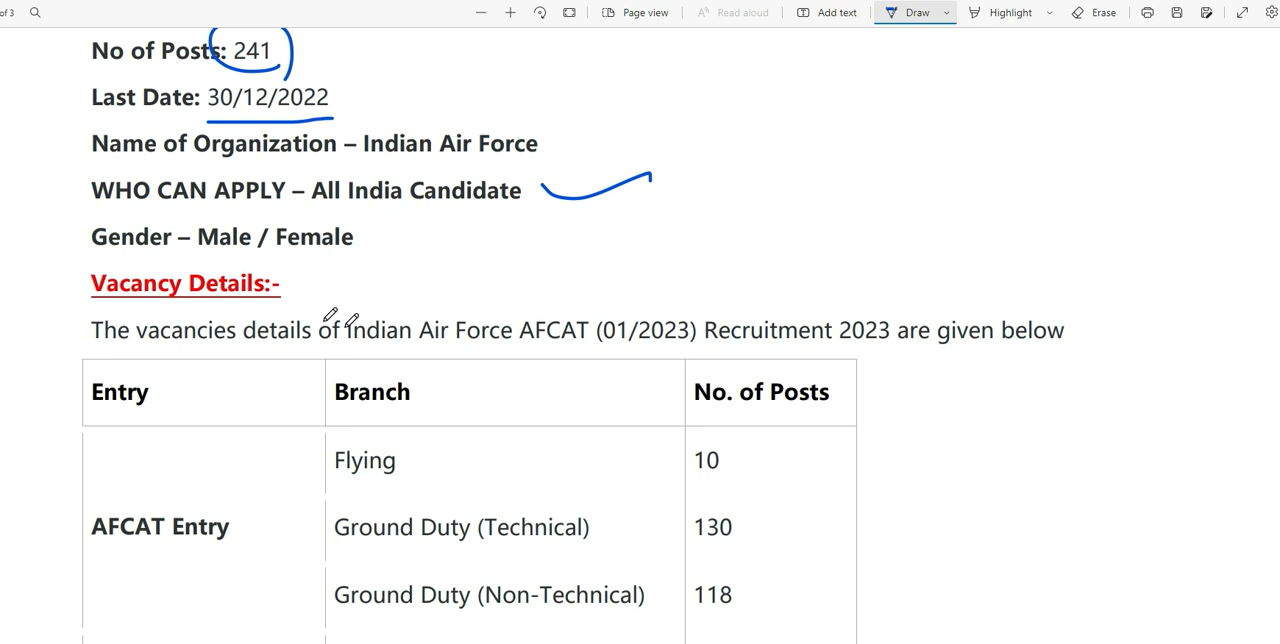 of 3 Page view Read aloud Add text Draw Highlight Erase
No of Posts: 241
Last Date: 30/12/2022
Name of Organization – Indian Air Force
WHO CAN APPLY – All India Candidate
Gender – Male / Female
Vacancy Details:-
The vacancies details of Indian Air Force AFCAT (01/2023) Recruitment 2023 are given below
Entry Branch No. of Posts
Flying 10
AFCAT Entry Ground Duty (Technical) 130
Ground Duty (Non-Technical) 118